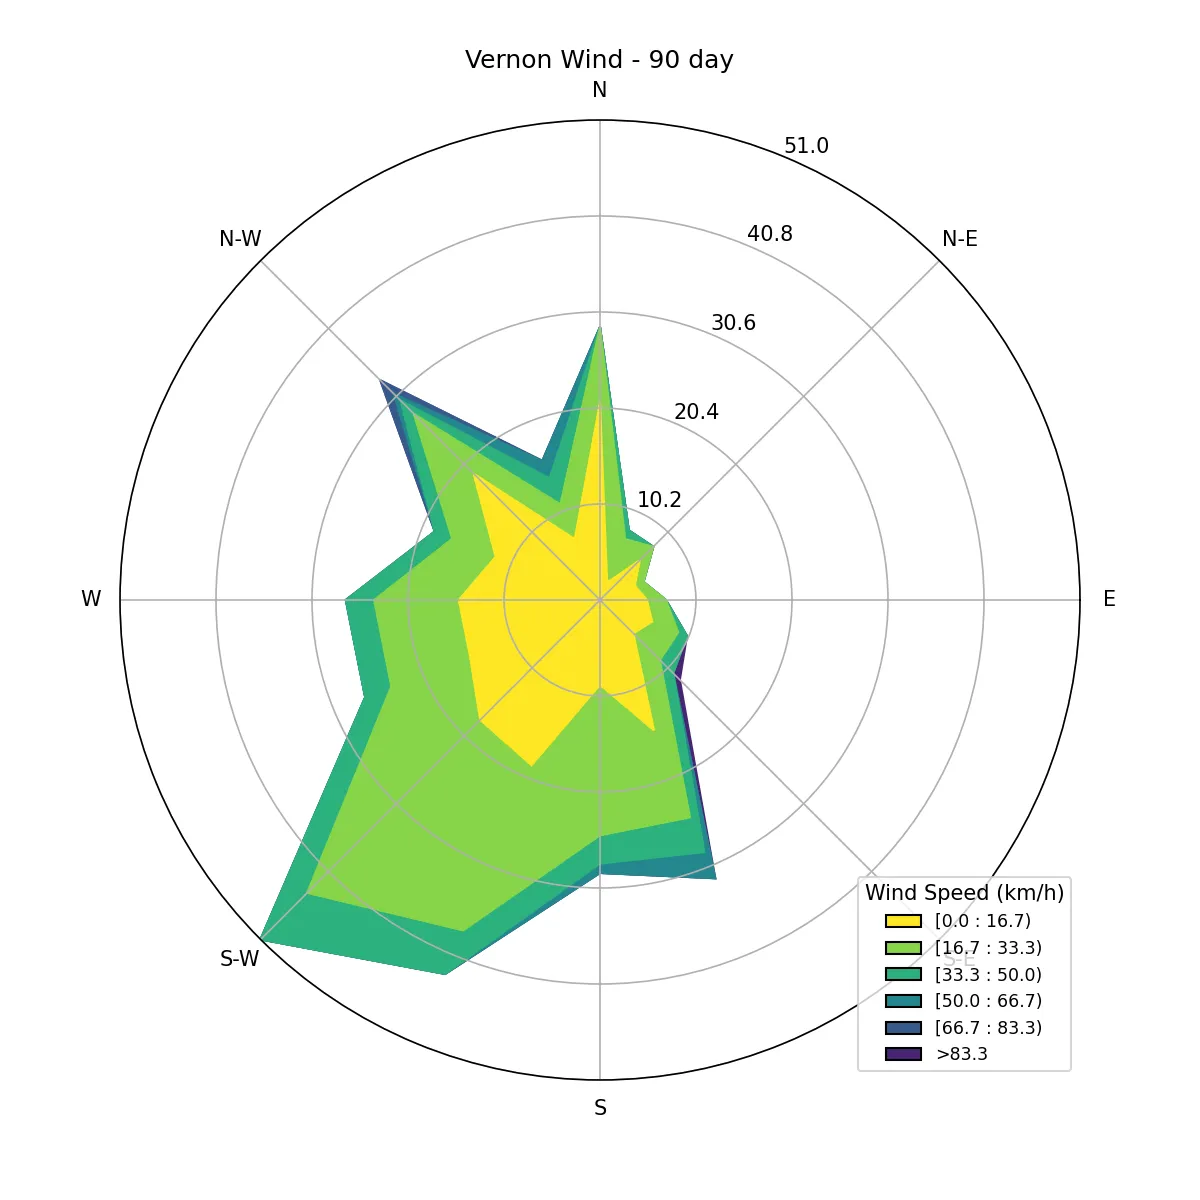 Vernon Wind - 90 day
N
51.0
N-W
40.8
N-E
30.6
20.4
10.2
W
E
S-W
S-E
Wind Speed (km/h)
[0.0 : 16.7)
[16.7 : 33.3)
[33.3 : 50.0)
[50.0 : 66.7)
[66.7 : 83.3)
>83.3
S